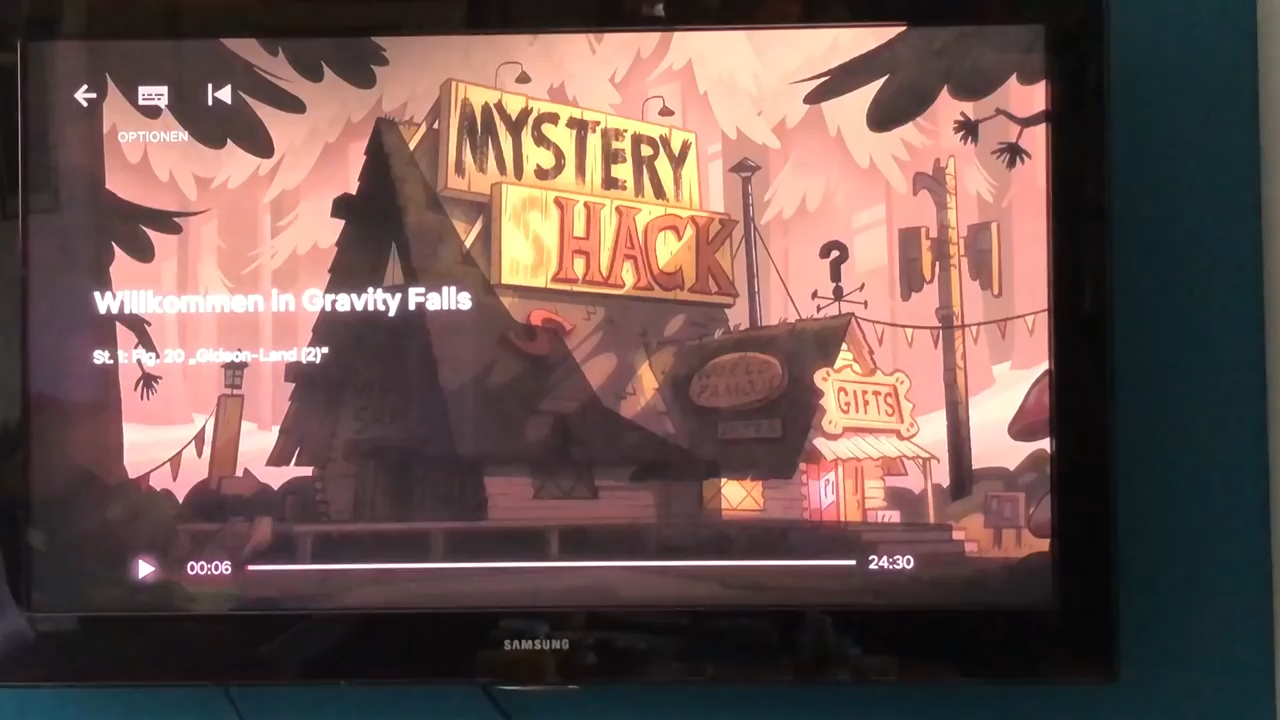 OPTIONEN
MYSTERY
HACK
S
Willkommen in Gravity Falls
St. 1: Fig. 20 „Gideon-Land (2)“
WORLD
FAMOUS
GIFTS
00:06
24:30
SAMSUNG